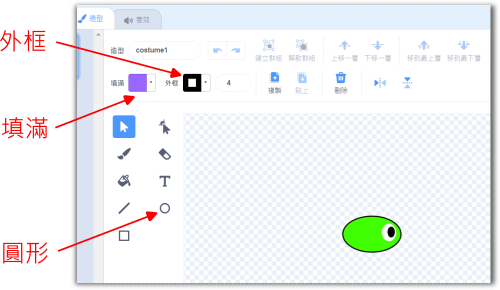 造型 音效
外框
造型 costume1 建立群組 解散群組 上移一層 下移一層 移到最上層 移到最下層
填滿 外框 4 複製 貼上 刪除
填滿
T
圓形